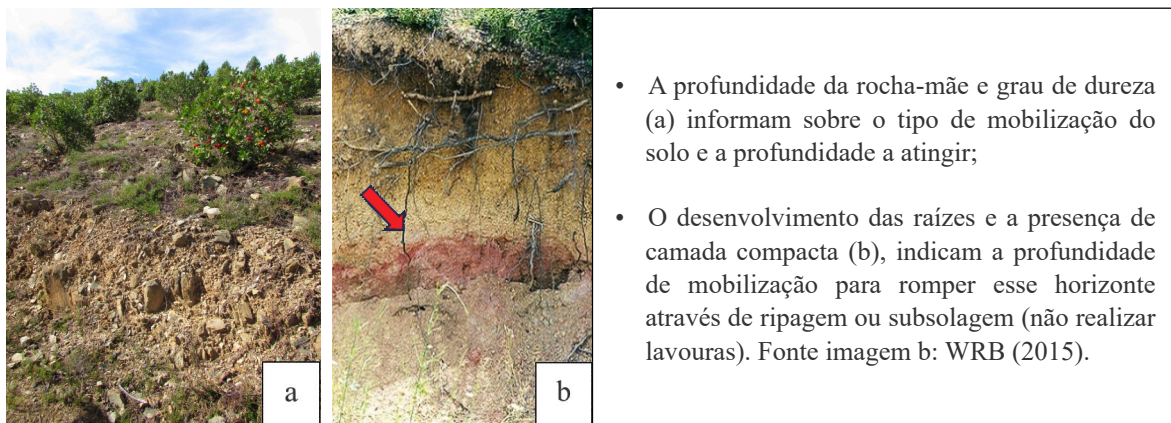 a
b
• A profundidade da rocha-mãe e grau de dureza
(a) informam sobre o tipo de mobilização do
solo e a profundidade a atingir;
• O desenvolvimento das raízes e a presença de
camada compacta (b), indicam a profundidade
de mobilização para romper esse horizonte
através de ripagem ou subsolagem (não realizar
lavouras). Fonte imagem b: WRB (2015).